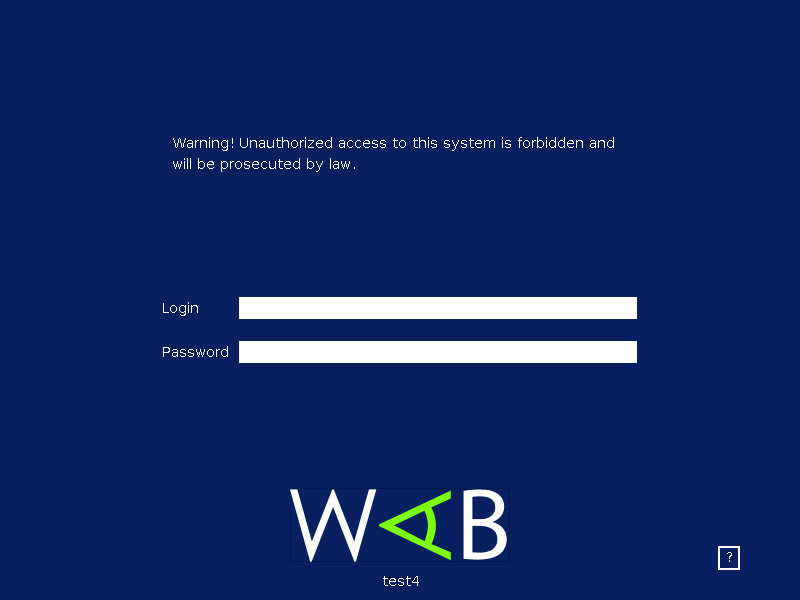 Warning! Unauthorized access to this system is forbidden and
will be prosecuted by law.
Login
Password
WAB
test4
?